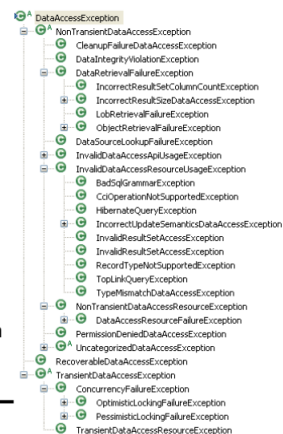 DataAccessException
NonTransientDataAccessException
CleanupFailureDataAccessException
DataIntegrityViolationException
DataRetrievalFailureException
IncorrectResultSetColumnCountException
IncorrectResultSizeDataAccessException
LobRetrievalFailureException
ObjectRetrievalFailureException
DataSourceLookupFailureException
InvalidDataAccessApiUsageException
InvalidDataAccessResourceUsageException
BadSqlGrammarException
CciOperationNotSupportedException
HibernateQueryException
IncorrectUpdateSemanticsDataAccessException
InvalidResultSetAccessException
InvalidResultSetAccessException
RecordTypeNotSupportedException
TopLinkQueryException
TypeMismatchDataAccessException
NonTransientDataAccessResourceException
DataAccessResourceFailureException
PermissionDeniedDataAccessException
UncategorizedDataAccessException
RecoverableDataAccessException
TransientDataAccessException
ConcurrencyFailureException
OptimisticLockingFailureException
PessimisticLockingFailureException
TransientDataAccessResourceException